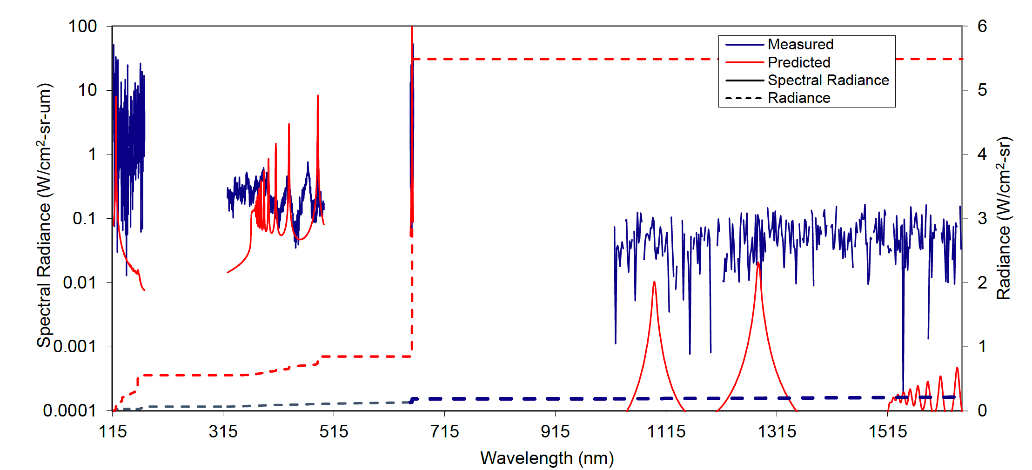 100
10
1
0.1
0.01
0.001
0.0001
Spectral Radiance (W/cm²-sr-um)
Measured
Predicted
Spectral Radiance
Radiance
6
5
4
3
2
1
0
Radiance (W/cm²-sr)
115 315 515 715 915 1115 1315 1515
Wavelength (nm)